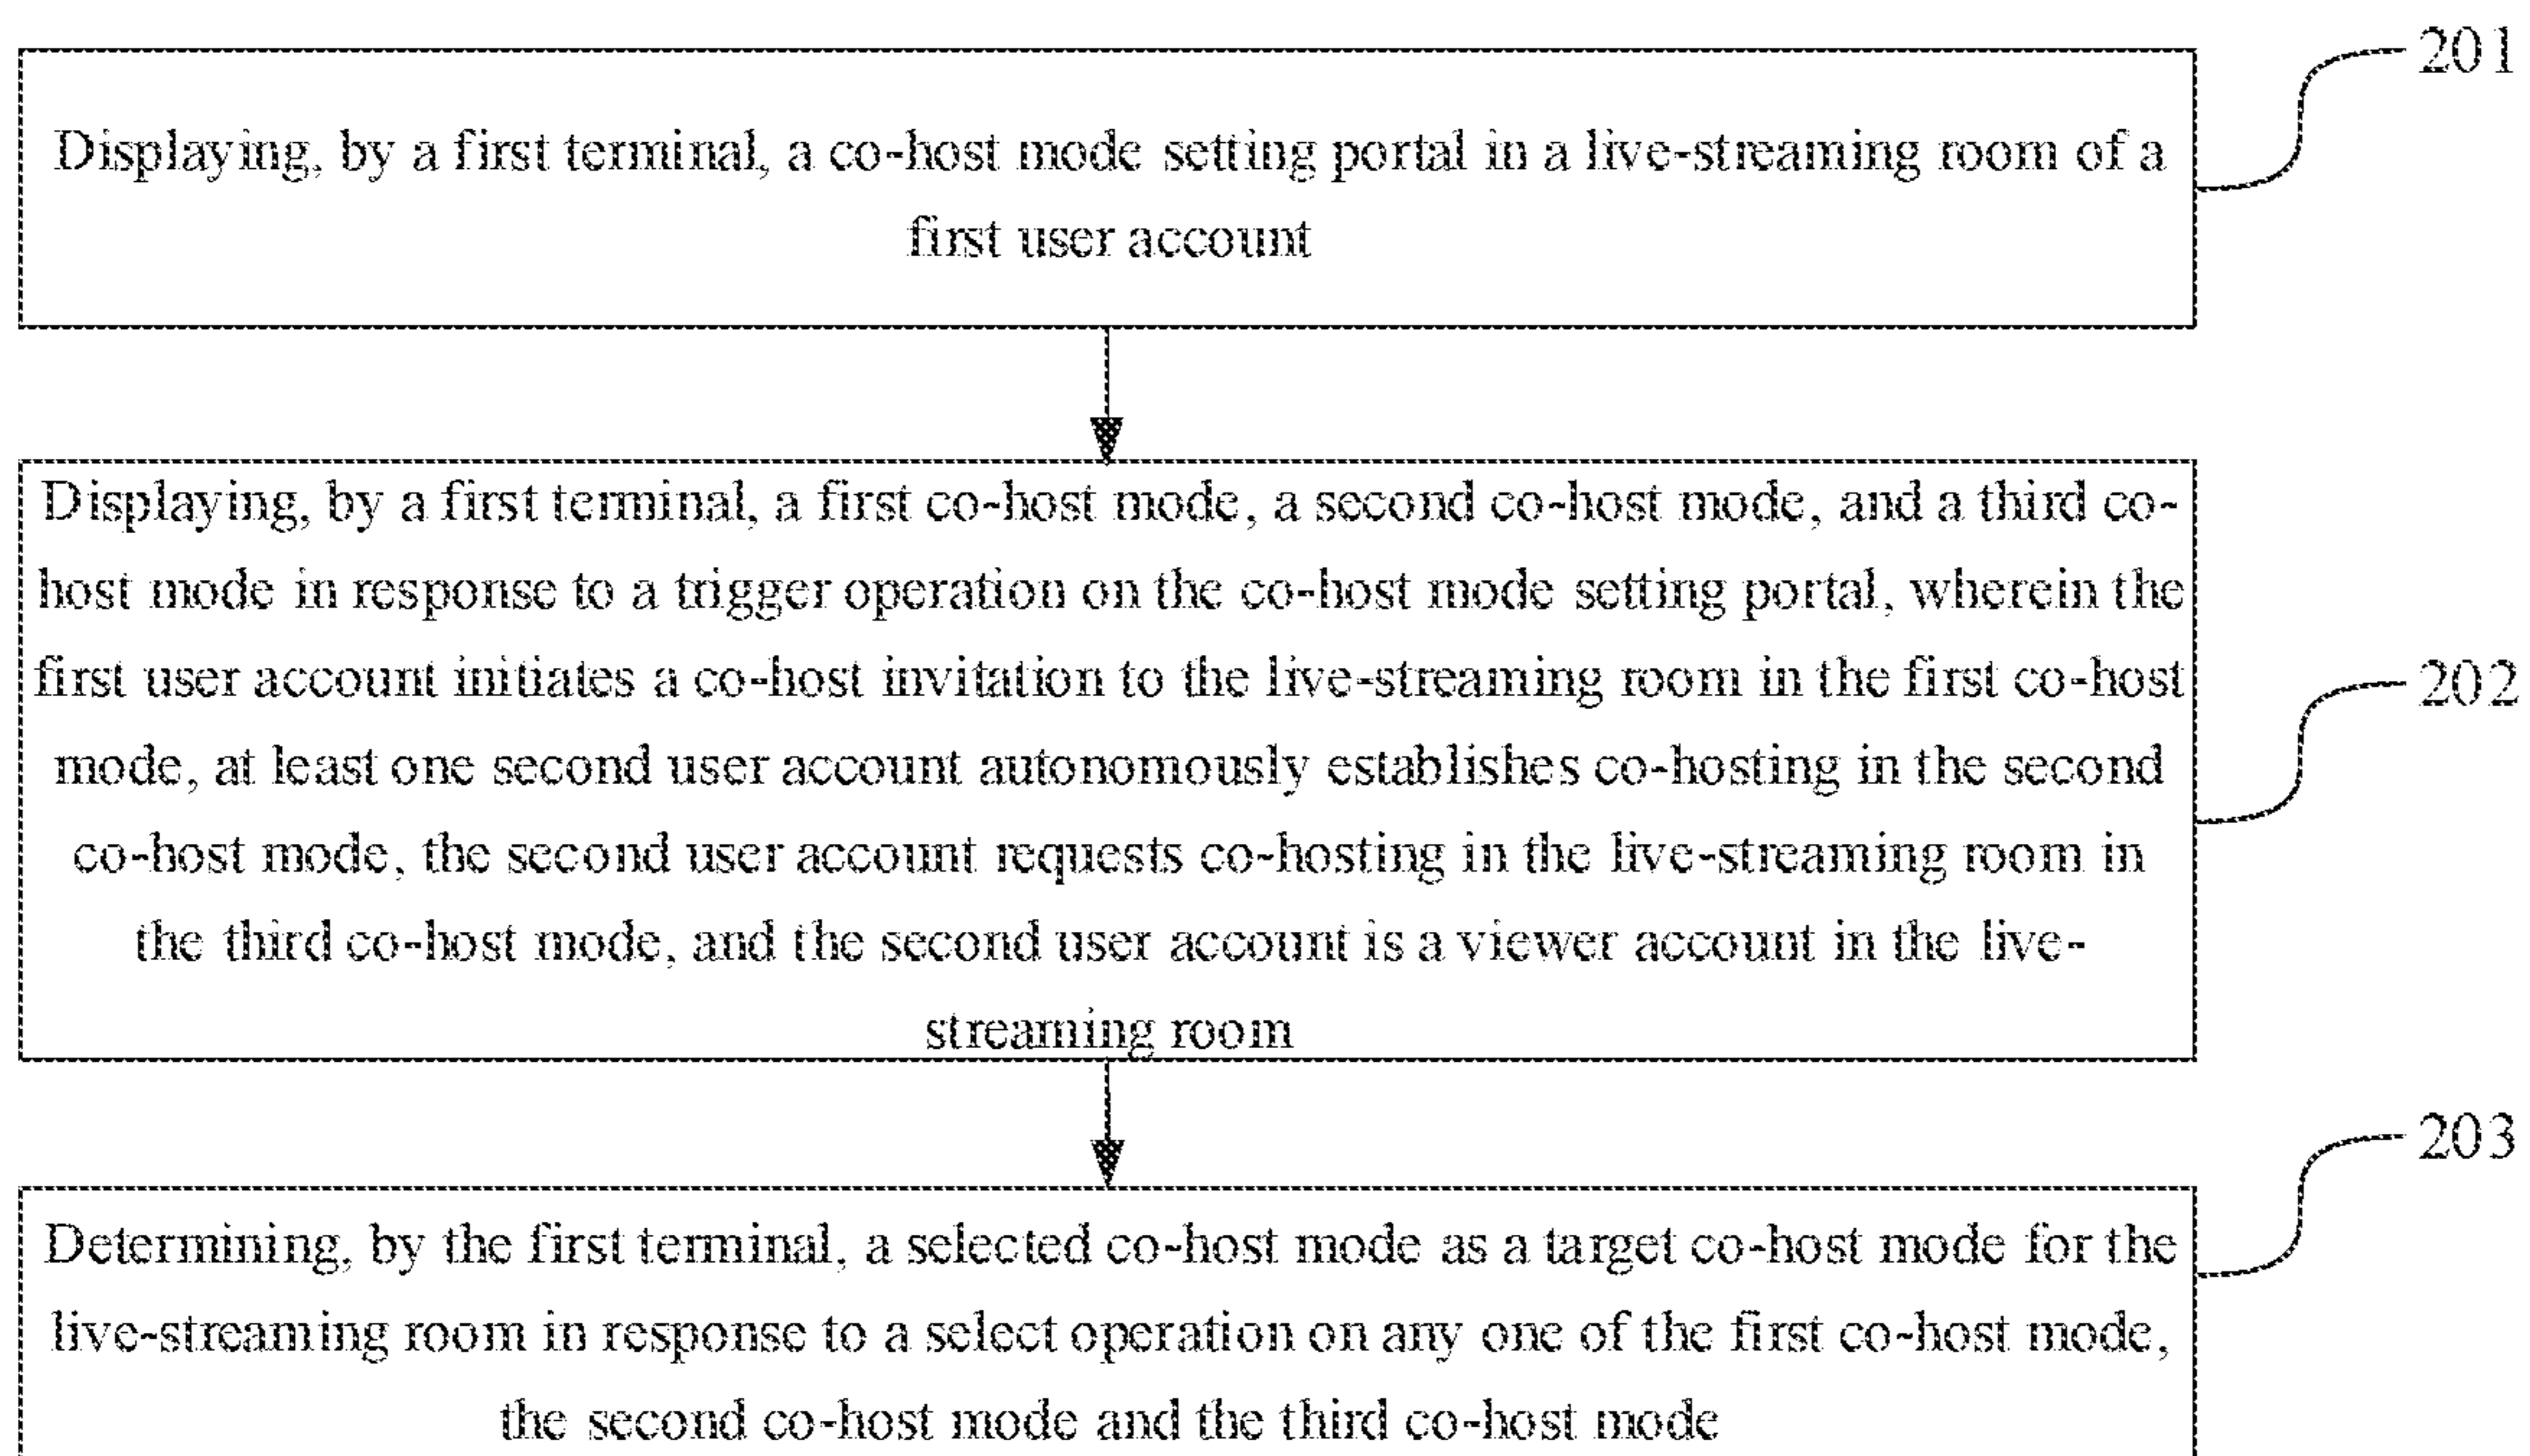 201
Displaying, by a first terminal, a co-host mode setting portal in a live-streaming room of a
first user account
Displaying, by a first terminal, a first co-host mode, a second co-host mode, and a third co-
host mode in response to a trigger operation on the co-host mode setting portal, wherein the
first user account initiates a co-host invitation to the live-streaming room in the first co-host
mode, at least one second user account autonomously establishes co-hosting in the second
co-host mode, the second user account requests co-hosting in the live-streaming room in
the third co-host mode, and the second user account is a viewer account in the live-
streaming room
202
203
Determining, by the first terminal, a selected co-host mode as a target co-host mode for the
live-streaming room in response to a select operation on any one of the first co-host mode,
the second co-host mode and the third co-host mode